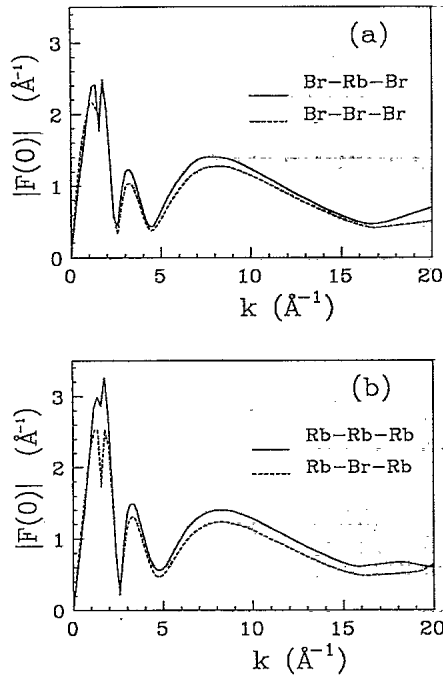 (a)
Br-Rb-Br
Br-Br-Br
|F(0)| (Å⁻¹)
3
2
1
0
0 5 10 15 20
k (Å⁻¹)
(b)
Rb-Rb-Rb
Rb-Br-Rb
|F(0)| (Å⁻¹)
3
2
1
0
0 5 10 15 20
k (Å⁻¹)